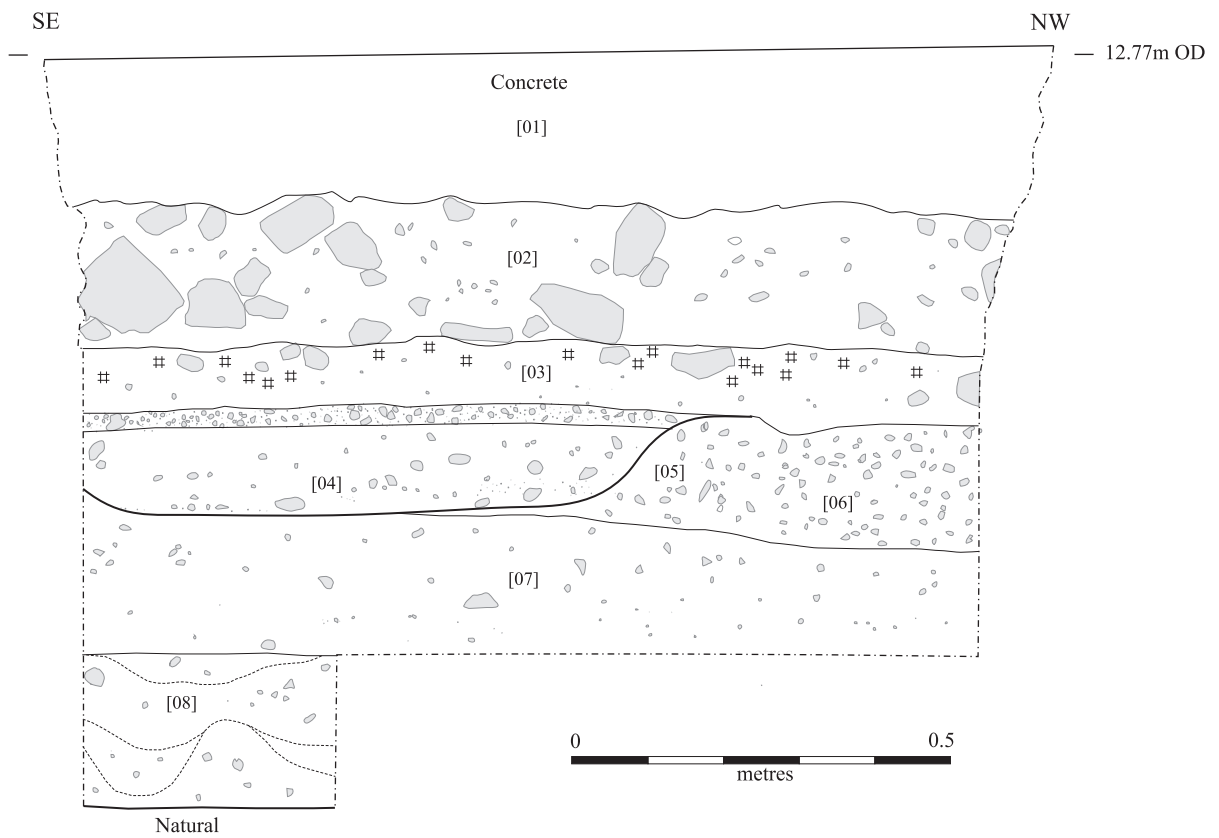 SE
NW
12.77m OD
Concrete
[01]
[02]
[03]
[04]
[05]
[06]
[07]
[08]
0
0.5
metres
Natural